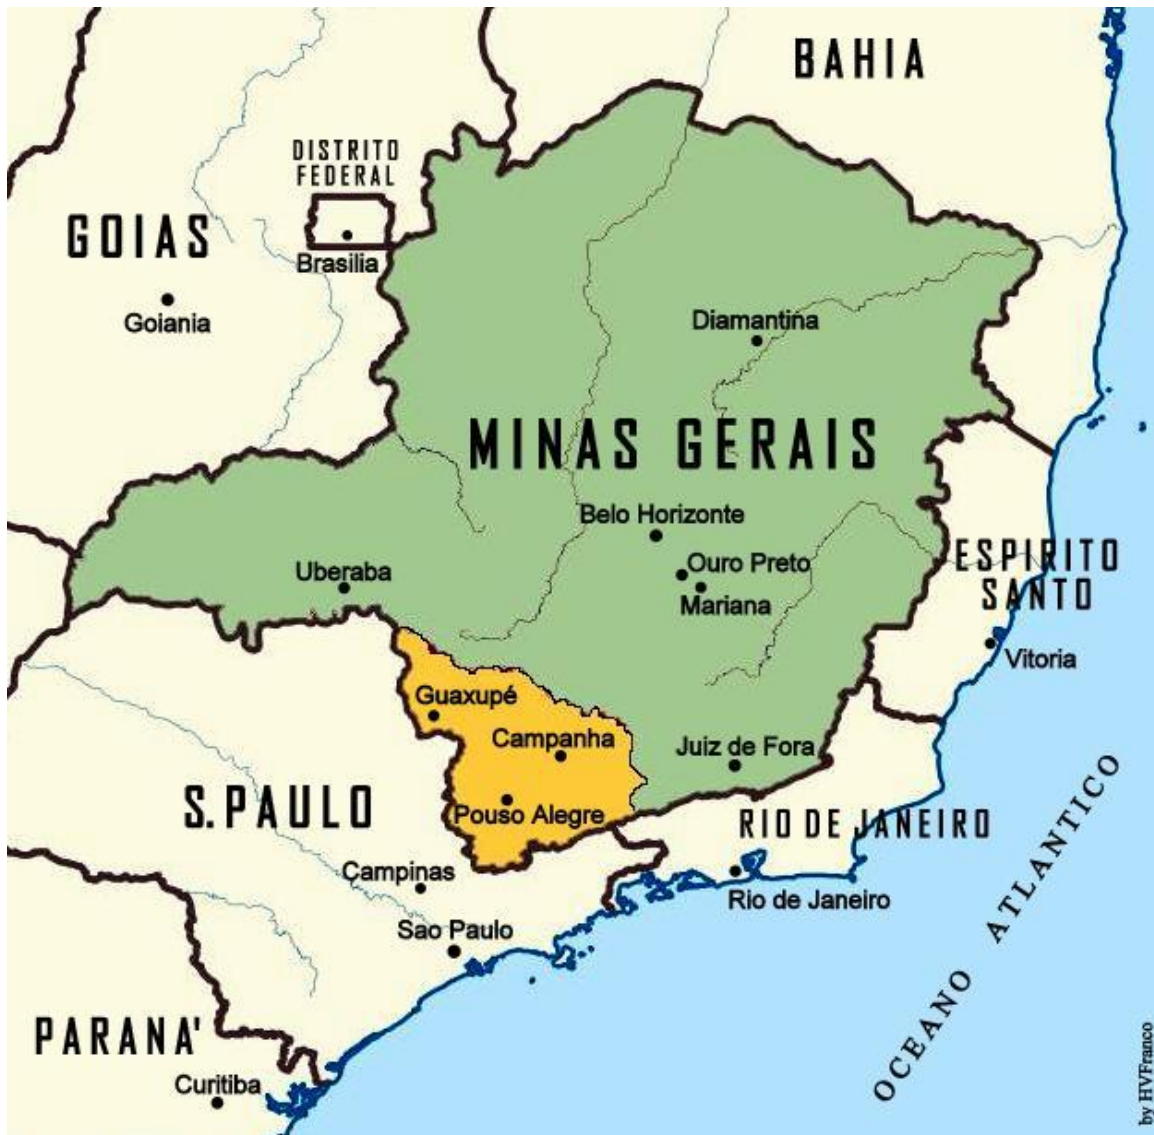 BAHIA
DISTRITO
FEDERAL
GOIAS
Brasilia
Goiania
Diamantina
MINAS GERAIS
Belo Horizonte
ESPIRITO
SANTO
Ouro Preto
Uberaba
Mariana
Vitoria
Guaxupé
Campanha
Juiz de Fora
S.PAULO
Pouso Alegre
RIO DE JANEIRO
Campinas
Rio de Janeiro
Sao Paulo
OCEANO ATLANTICO
PARANA'
Curitiba
by HVFranco